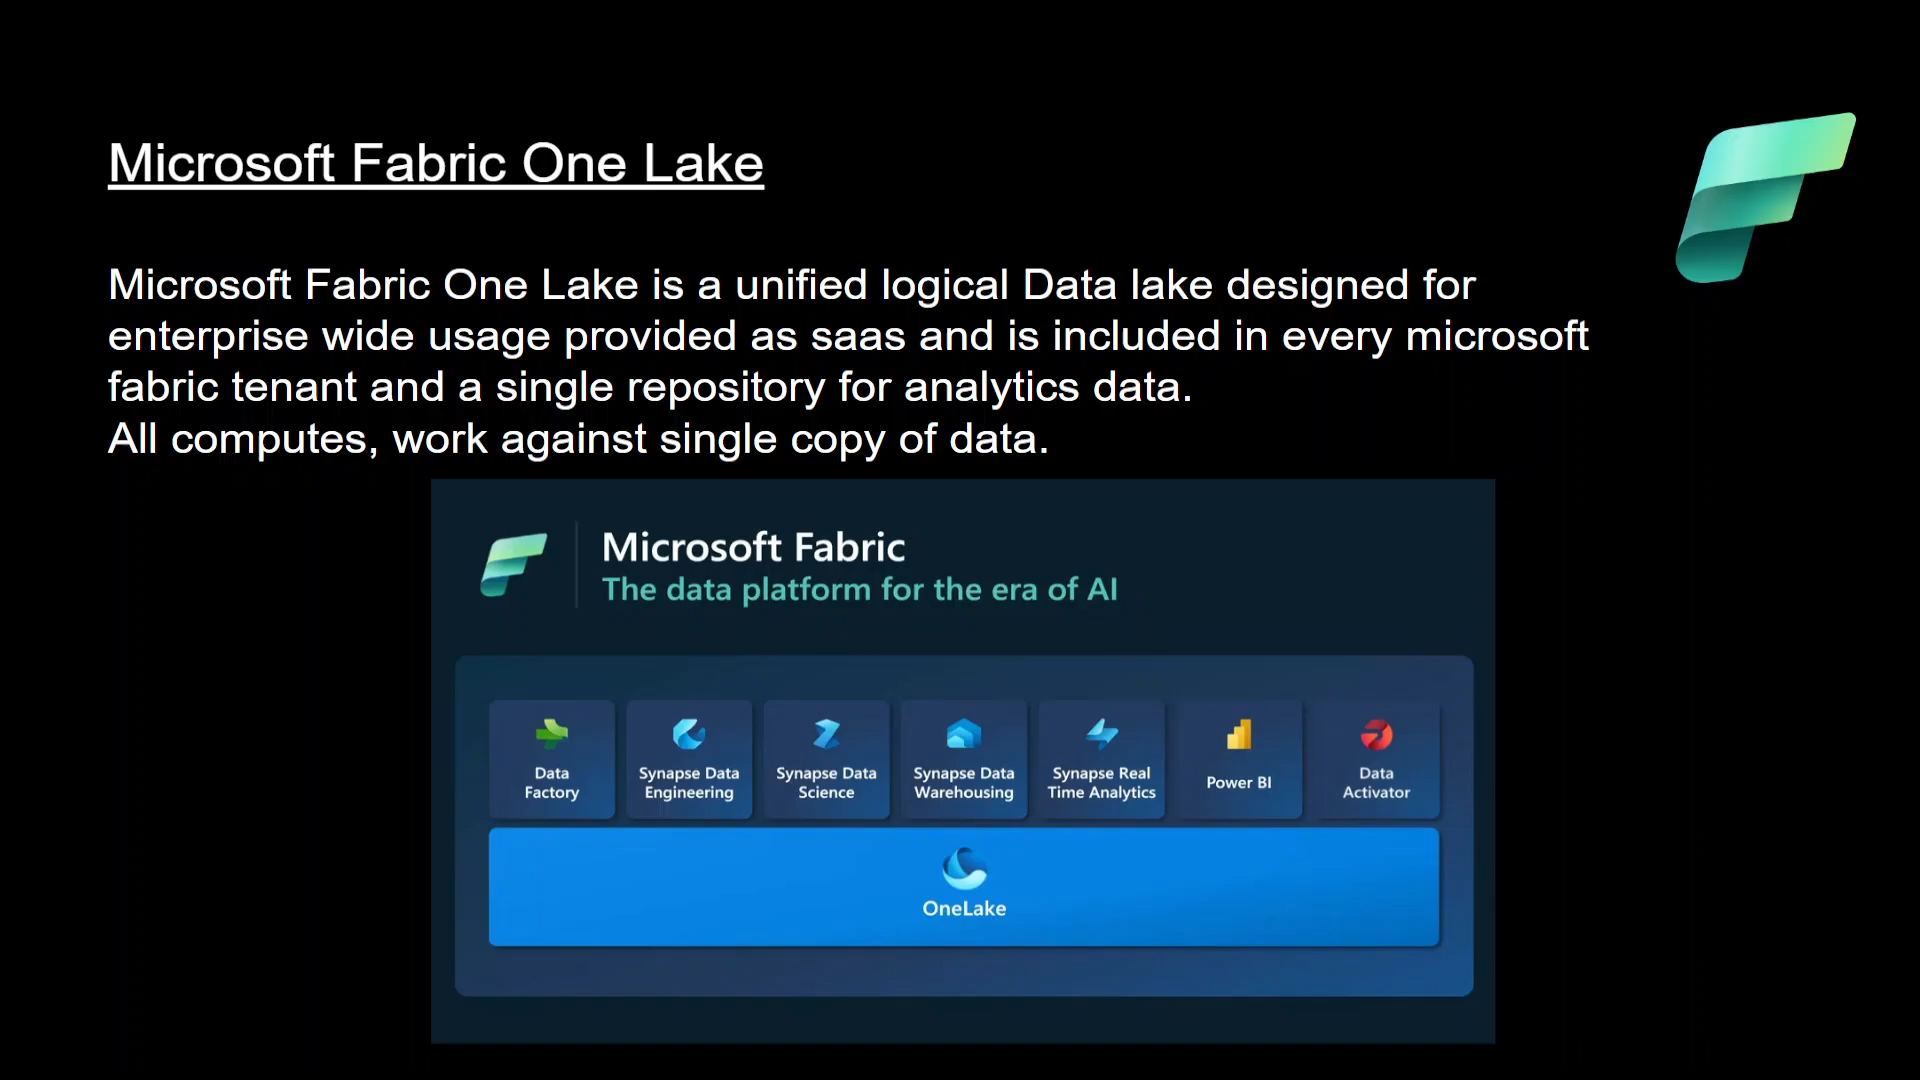 Microsoft Fabric One Lake
Microsoft Fabric One Lake is a unified logical Data lake designed for
enterprise wide usage provided as saas and is included in every microsoft
fabric tenant and a single repository for analytics data.
All computes, work against single copy of data.
Microsoft Fabric
The data platform for the era of AI
Data
Factory
Synapse Data
Engineering
Synapse Data
Science
Synapse Data
Warehousing
Synapse Real
Time Analytics
Power BI
Data
Activator
OneLake